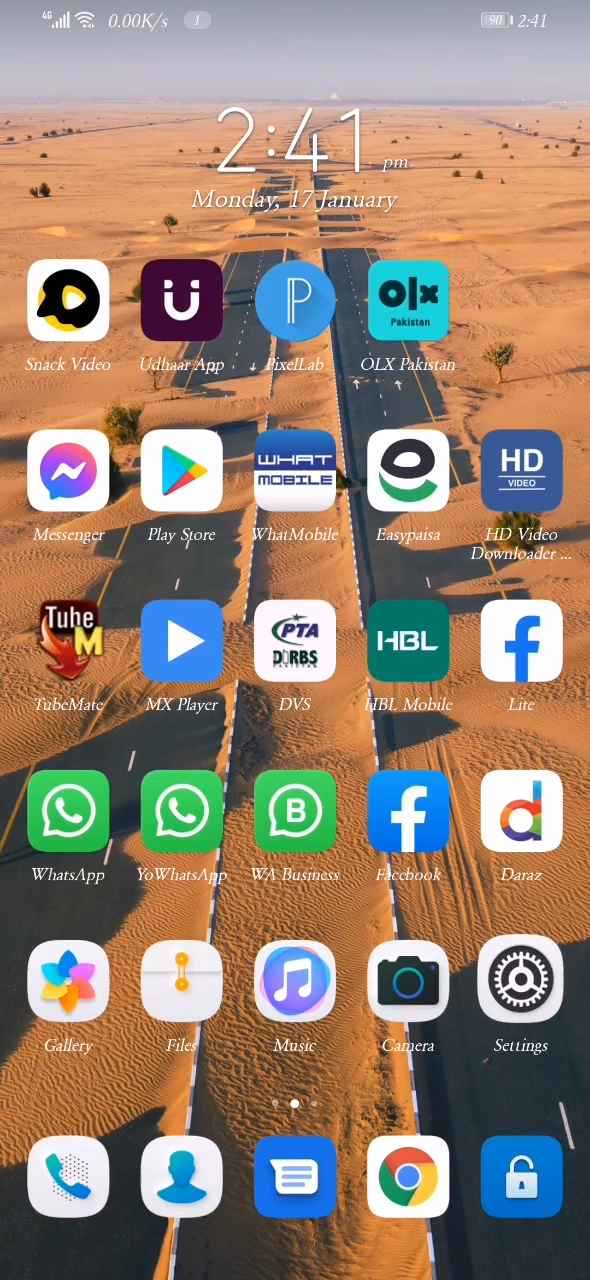 4G 0.00K/s 1 90 2:41
2:41 pm
Monday, 17 January
olx
Pakistan
Snack Video Udhaar App PixelLab OLX Pakistan
WHAT
MOBILE
HD
VIDEO
Messenger Play Store WhatMobile Easypaisa HD Video
Downloader ...
Tube
M
PTA
DIRBS
HBL
TubeMate MX Player DVS HBL Mobile Lite
B
WhatsApp YoWhatsApp WA Business Facebook Daraz
Gallery Files Music Camera Settings